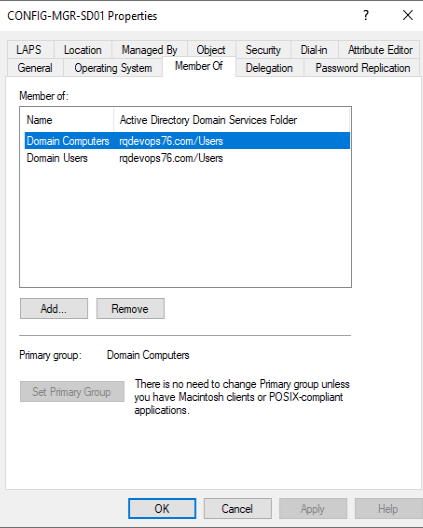 CONFIG-MGR-SD01 Properties ?
LAPS Location Managed By Object Security Dial-in Attribute Editor
General Operating System Member Of Delegation Password Replication
Member of:
Name Active Directory Domain Services Folder
Domain Computers rqdevops76.com/Users
Domain Users rqdevops76.com/Users
Add... Remove
Primary group: Domain Computers
Set Primary Group
There is no need to change Primary group unless
you have Macintosh clients or POSIX-compliant
applications.
OK Cancel Apply Help